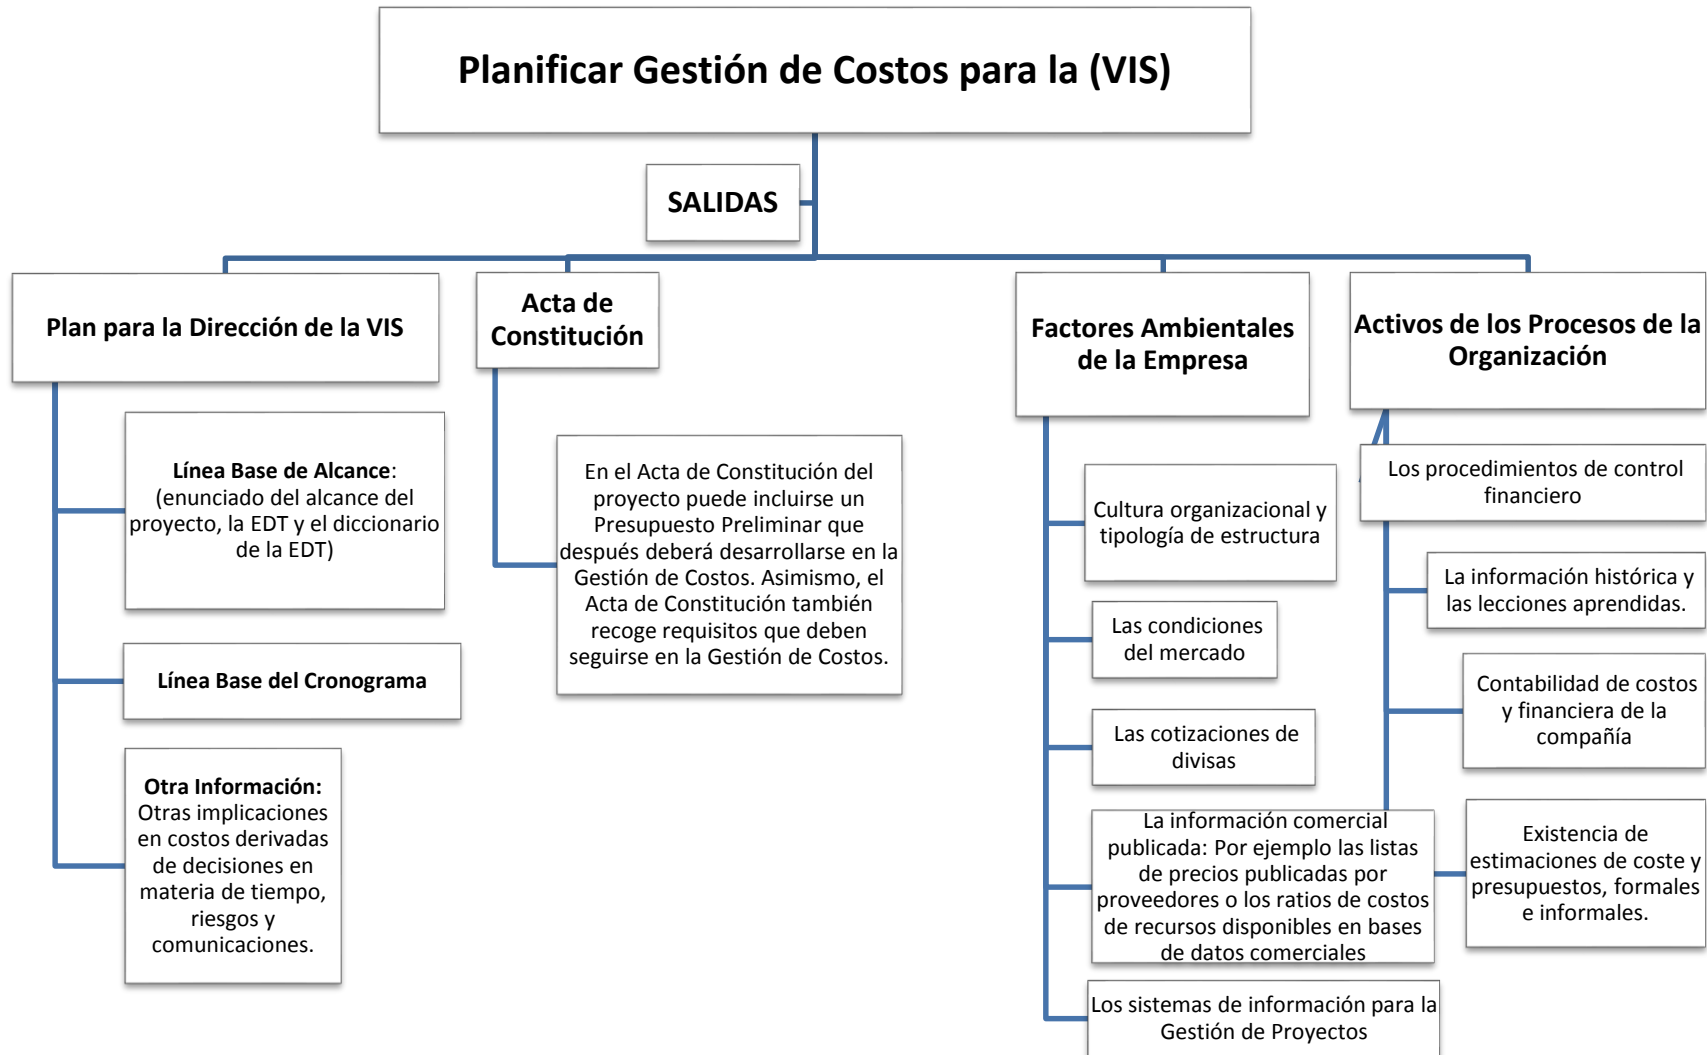 Planificar Gestión de Costos para la (VIS)
SALIDAS
Plan para la Dirección de la VIS
Línea Base de Alcance:
(enunciado del alcance del
proyecto, la EDT y el diccionario
de la EDT)
Línea Base del Cronograma
Otra Información:
Otras implicaciones
en costos derivadas
de decisiones en
materia de tiempo,
riesgos y
comunicaciones.
Acta de
Constitución
En el Acta de Constitución del
proyecto puede incluirse un
Presupuesto Preliminar que
después deberá desarrollarse en la
Gestión de Costos. Asimismo, el
Acta de Constitución también
recoge requisitos que deben
seguirse en la Gestión de Costos.
Factores Ambientales
de la Empresa
Cultura organizacional y
tipología de estructura
Las condiciones
del mercado
Las cotizaciones de
divisas
La información comercial
publicada: Por ejemplo las listas
de precios publicadas por
proveedores o los ratios de costos
de recursos disponibles en bases
de datos comerciales
Los sistemas de información para la
Gestión de Proyectos
Activos de los Procesos de la
Organización
Los procedimientos de control
financiero
La información histórica y
las lecciones aprendidas.
Contabilidad de costos
y financiera de la
compañía
Existencia de
estimaciones de coste y
presupuestos, formales
e informales.